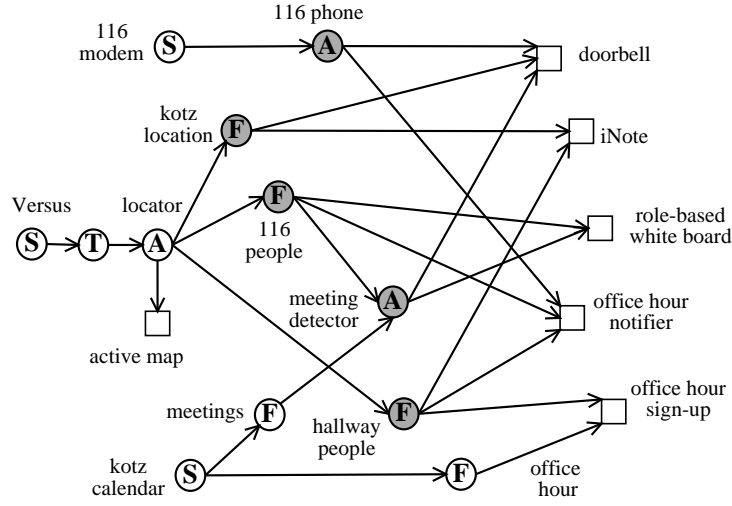 116 phone
116
modem
S
A
doorbell
kotz
location
F
iNote
Versus
locator
F
116
people
role-based
white board
S
T
A
meeting
detector
A
office hour
notifier
active map
meetings
F
hallway
people
F
office hour
sign-up
kotz
calendar
S
F
office
hour